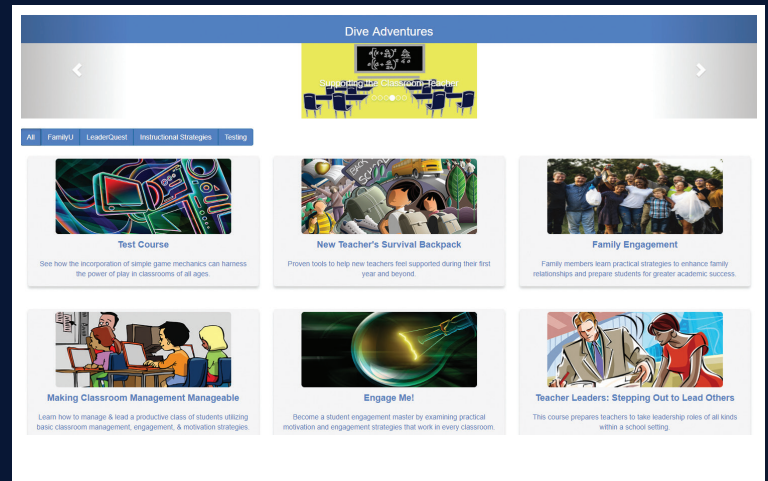 Dive Adventures
Supporting the Classroom Teacher
All FamilyU LeaderQuest Instructional Strategies Testing
Test Course
See how the incorporation of simple game mechanics can harness
the power of play in classrooms of all ages.
New Teacher's Survival Backpack
Proven tools to help new teachers feel supported during their first
year and beyond.
Family Engagement
Family members learn practical strategies to enhance family
relationships and prepare students for greater academic success.
Making Classroom Management Manageable
Learn how to manage & lead a productive class of students utilizing
basic classroom management, engagement, & motivation strategies.
Engage Me!
Become a student engagement master by examining practical
motivation and engagement strategies that work in every classroom.
Teacher Leaders: Stepping Out to Lead Others
This course prepares teachers to take leadership roles of all kinds
within a school setting.